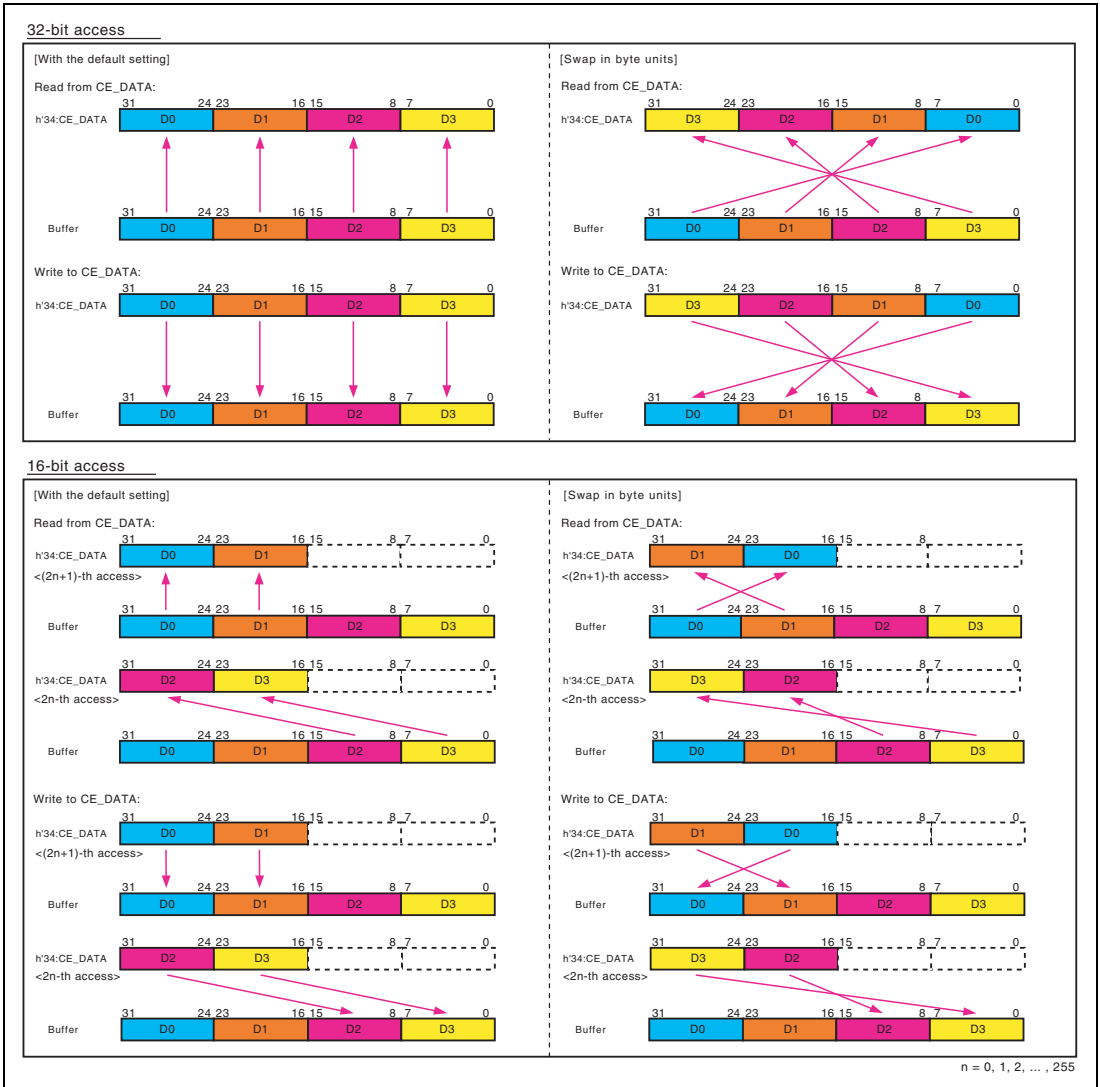 32-bit access
[With the default setting]
Read from CE_DATA:
31 24 23 16 15 8 7 0
h'34:CE_DATA D0 D1 D2 D3
31 24 23 16 15 8 7 0
Buffer D0 D1 D2 D3
Write to CE_DATA:
31 24 23 16 15 8 7 0
h'34:CE_DATA D0 D1 D2 D3
31 24 23 16 15 8 7 0
Buffer D0 D1 D2 D3
[Swap in byte units]
Read from CE_DATA:
31 24 23 16 15 8 7 0
h'34:CE_DATA D3 D2 D1 D0
31 24 23 16 15 8 7 0
Buffer D0 D1 D2 D3
Write to CE_DATA:
31 24 23 16 15 8 7 0
h'34:CE_DATA D3 D2 D1 D0
31 24 23 16 15 8 7 0
Buffer D0 D1 D2 D3
16-bit access
[With the default setting]
Read from CE_DATA:
31 24 23 16 15 8 7 0
h'34:CE_DATA D0 D1
<(2n+1)-th access>
31 24 23 16 15 8 7 0
Buffer D0 D1 D2 D3
31 24 23 16 15 8 7 0
h'34:CE_DATA D2 D3
<2n-th access>
31 24 23 16 15 8 7 0
Buffer D0 D1 D2 D3
Write to CE_DATA:
31 24 23 16 15 8 7 0
h'34:CE_DATA D0 D1
<(2n+1)-th access>
31 24 23 16 15 8 7 0
Buffer D0 D1 D2 D3
31 24 23 16 15 8 7 0
h'34:CE_DATA D2 D3
<2n-th access>
31 24 23 16 15 8 7 0
Buffer D0 D1 D2 D3
[Swap in byte units]
Read from CE_DATA:
31 24 23 16 15 8
h'34:CE_DATA D1 D0
<(2n+1)-th access>
31 24 23 16 15 8 7 0
Buffer D0 D1 D2 D3
31 24 23 16 15 8 7 0
h'34:CE_DATA D3 D2
<2n-th access>
31 24 23 16 15 8 7 0
Buffer D0 D1 D2 D3
Write to CE_DATA:
31 24 23 16 15 8 7 0
h'34:CE_DATA D1 D0
<(2n+1)-th access>
31 24 23 16 15 8 7 0
Buffer D0 D1 D2 D3
31 24 23 16 15 8 7 0
h'34:CE_DATA D3 D2
<2n-th access>
31 24 23 16 15 8 7 0
Buffer D0 D1 D2 D3
n = 0, 1, 2, ... , 255